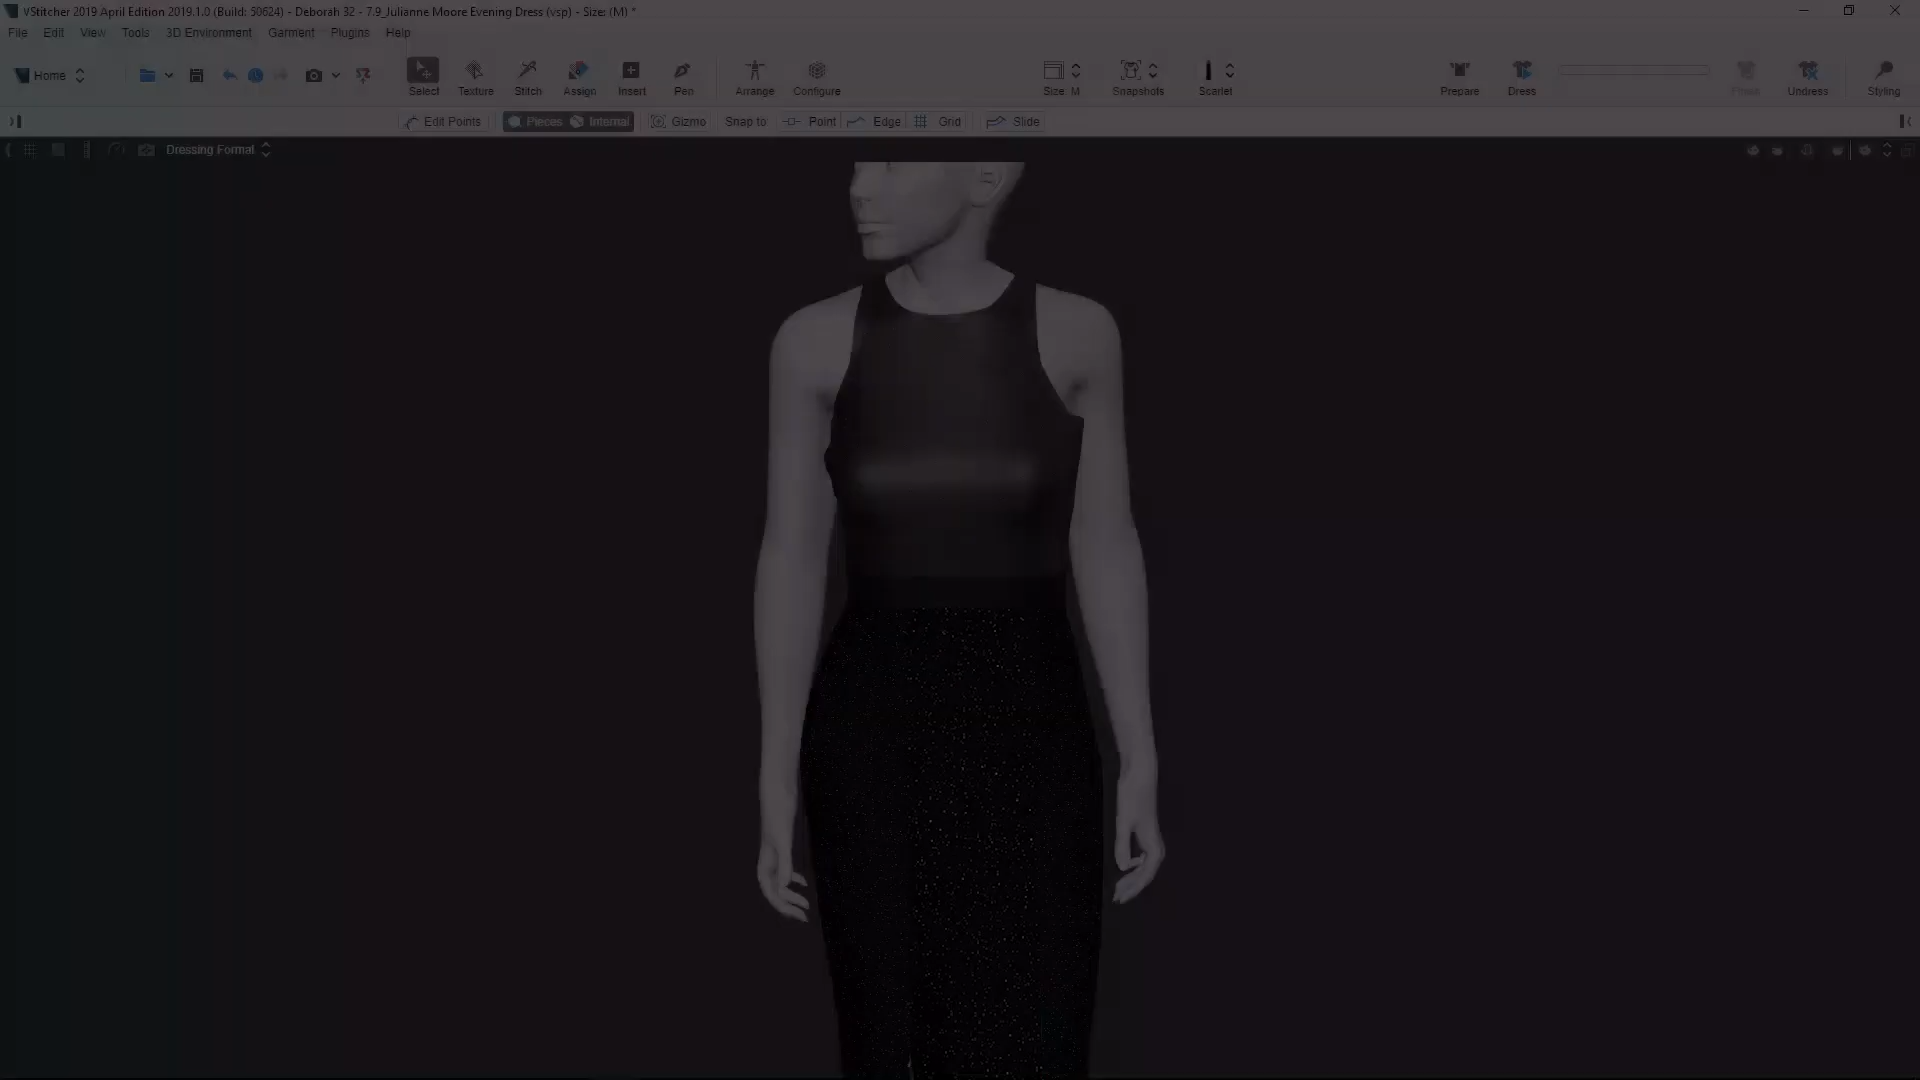 VStitcher 2019 April Edition 2019.1.0 (Build: 50624) - Deborah 32 - 7.9_Julianne Moore Evening Dress (vsp) - Size: (M) *
File Edit View Tools 3D Environment Garment Plugins Help
Home
Select Texture Stitch Assign Insert Pen Arrange Configure Size M Snapshots Scarlet Prepare Dress Undress Styling
Edit Points Pieces Internal Gizmo Snap to Point Edge Grid Slide
Dressing Format